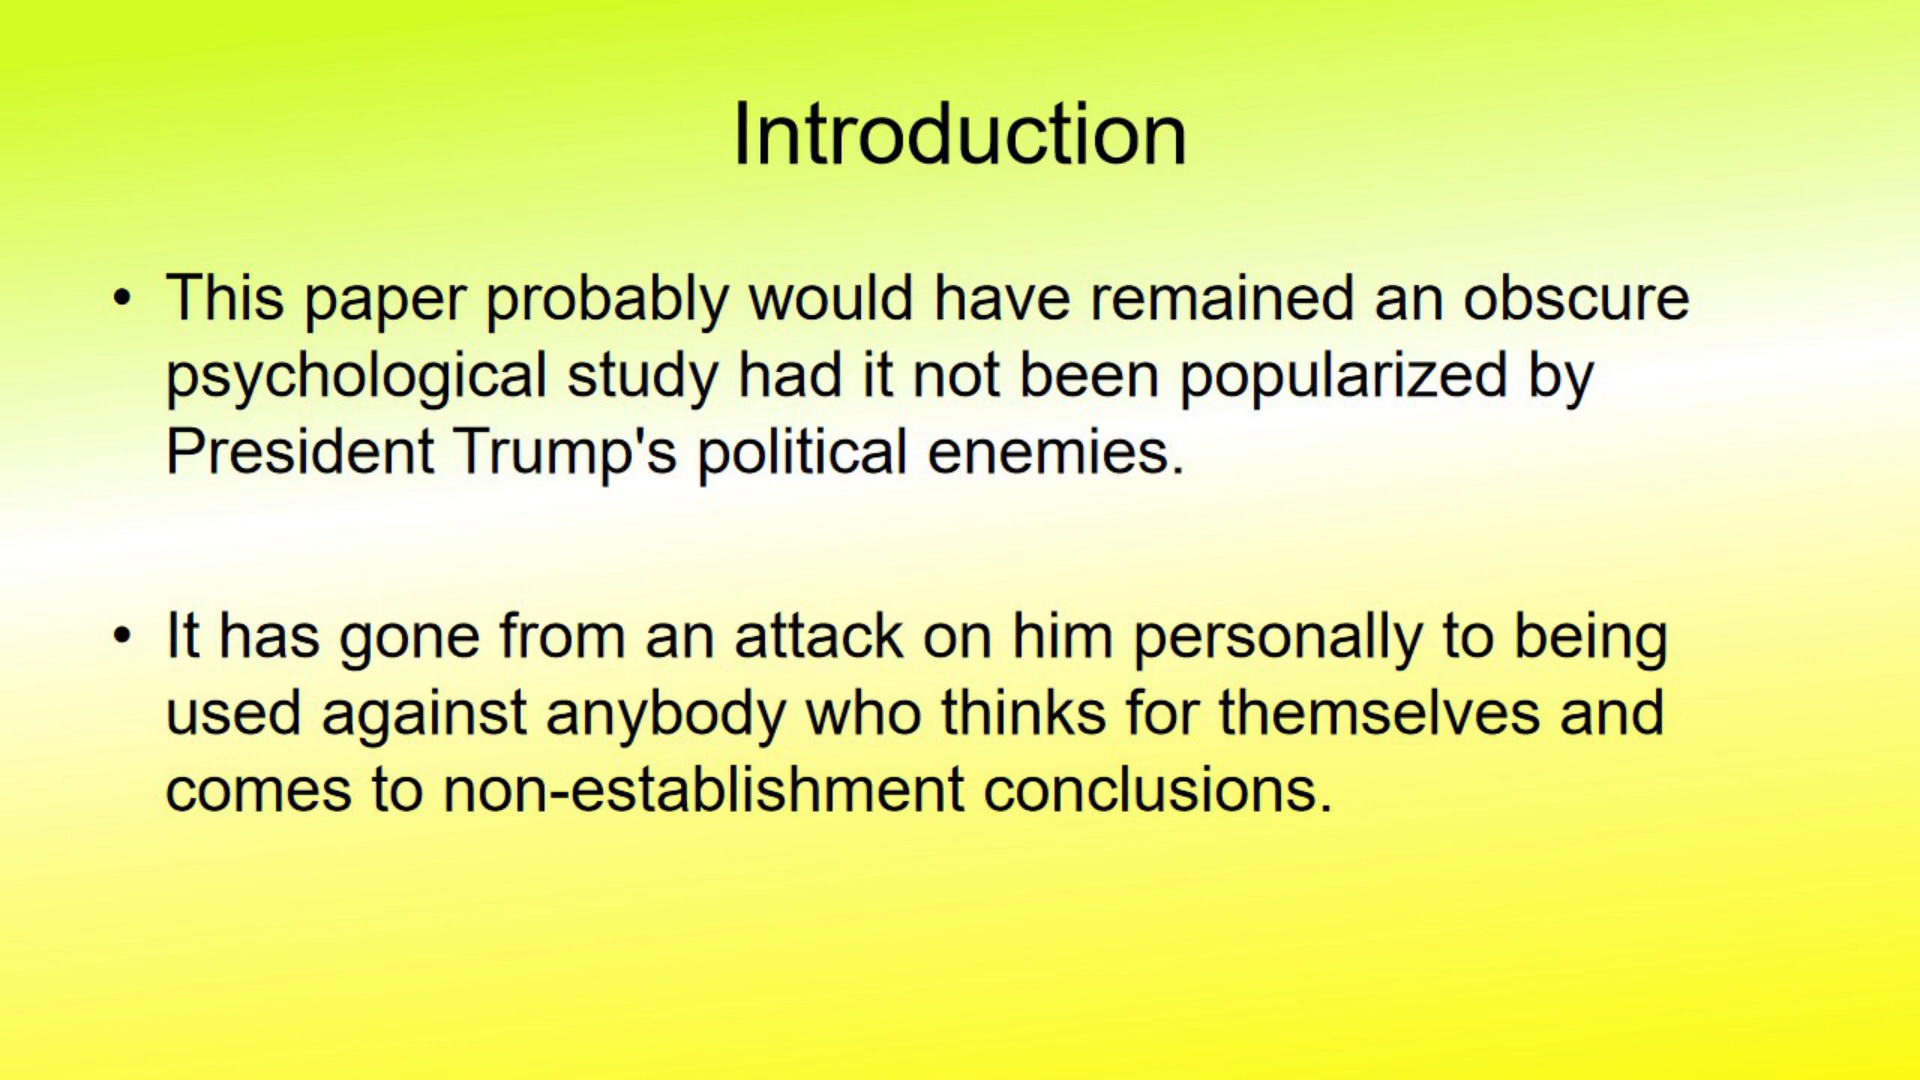 Introduction
• This paper probably would have remained an obscure
psychological study had it not been popularized by
President Trump's political enemies.
• It has gone from an attack on him personally to being
used against anybody who thinks for themselves and
comes to non-establishment conclusions.